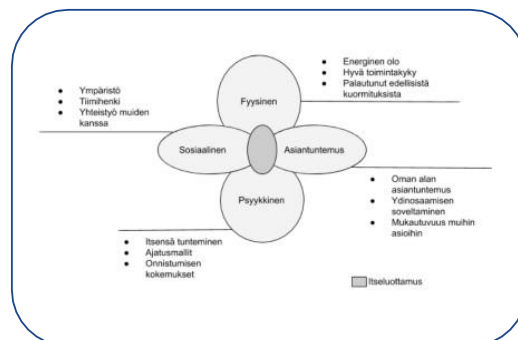 Energinen olo
Hyvä toimintakyky
Palautunut edellisistä
kuormituksista
Ympäristö
Tiimihenki
Yhteistyö muiden
kanssa
Fyysinen
Sosiaalinen
Asiantuntemus
Psyykkinen
Oman alan
asiantuntemus
Ydinosaamisen
soveltaminen
Mukautuvuus muihin
asioihin
Itsensä tunteminen
Ajatusmallit
Onnistumisen
kokemukset
Itseluottamus